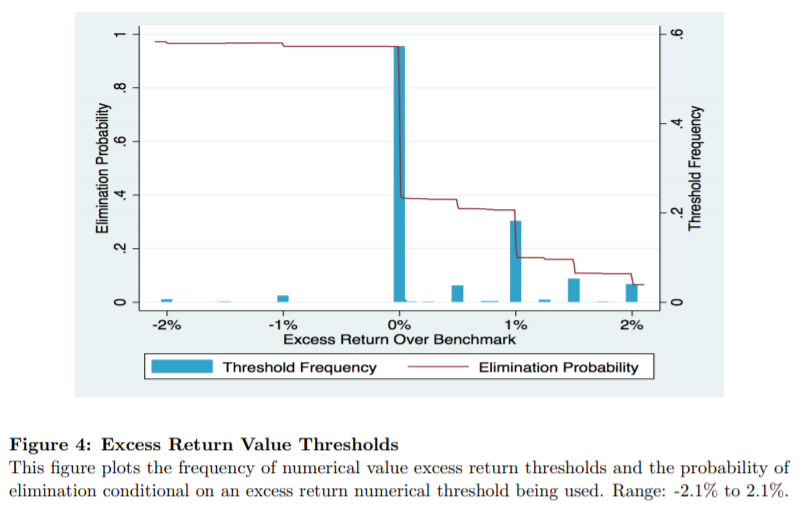 1
.8
.6
.4
.2
0
Elimination Probability
.6
.4
.2
0
Threshold Frequency
-2% -1% 0% 1% 2%
Excess Return Over Benchmark
Threshold Frequency Elimination Probability
Figure 4: Excess Return Value Thresholds
This figure plots the frequency of numerical value excess return thresholds and the probability of
elimination conditional on an excess return numerical threshold being used. Range: -2.1% to 2.1%.